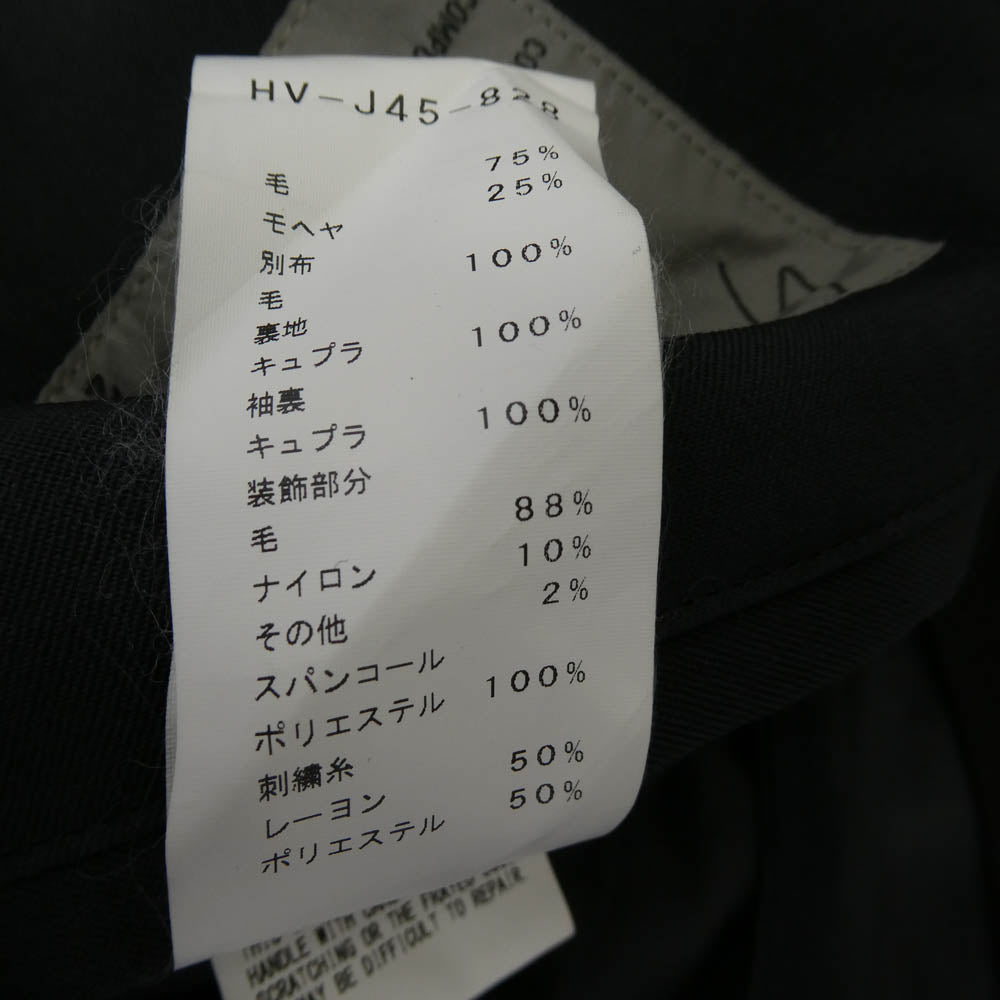 COMPO
CO
HV-J45-828
毛 75%
モヘヤ 25%
別布
毛 100%
裏地
キュプラ 100%
袖裏
キュプラ 100%
装飾部分
毛 88%
ナイロン 10%
その他 2%
スパンコール
ポリエステル 100%
刺繍糸
レーヨン 50%
ポリエステル 50%
HANDLE WITH
SCRATCHING OR THE FRAYED
MAY BE DIFFICULT TO REPAIR.